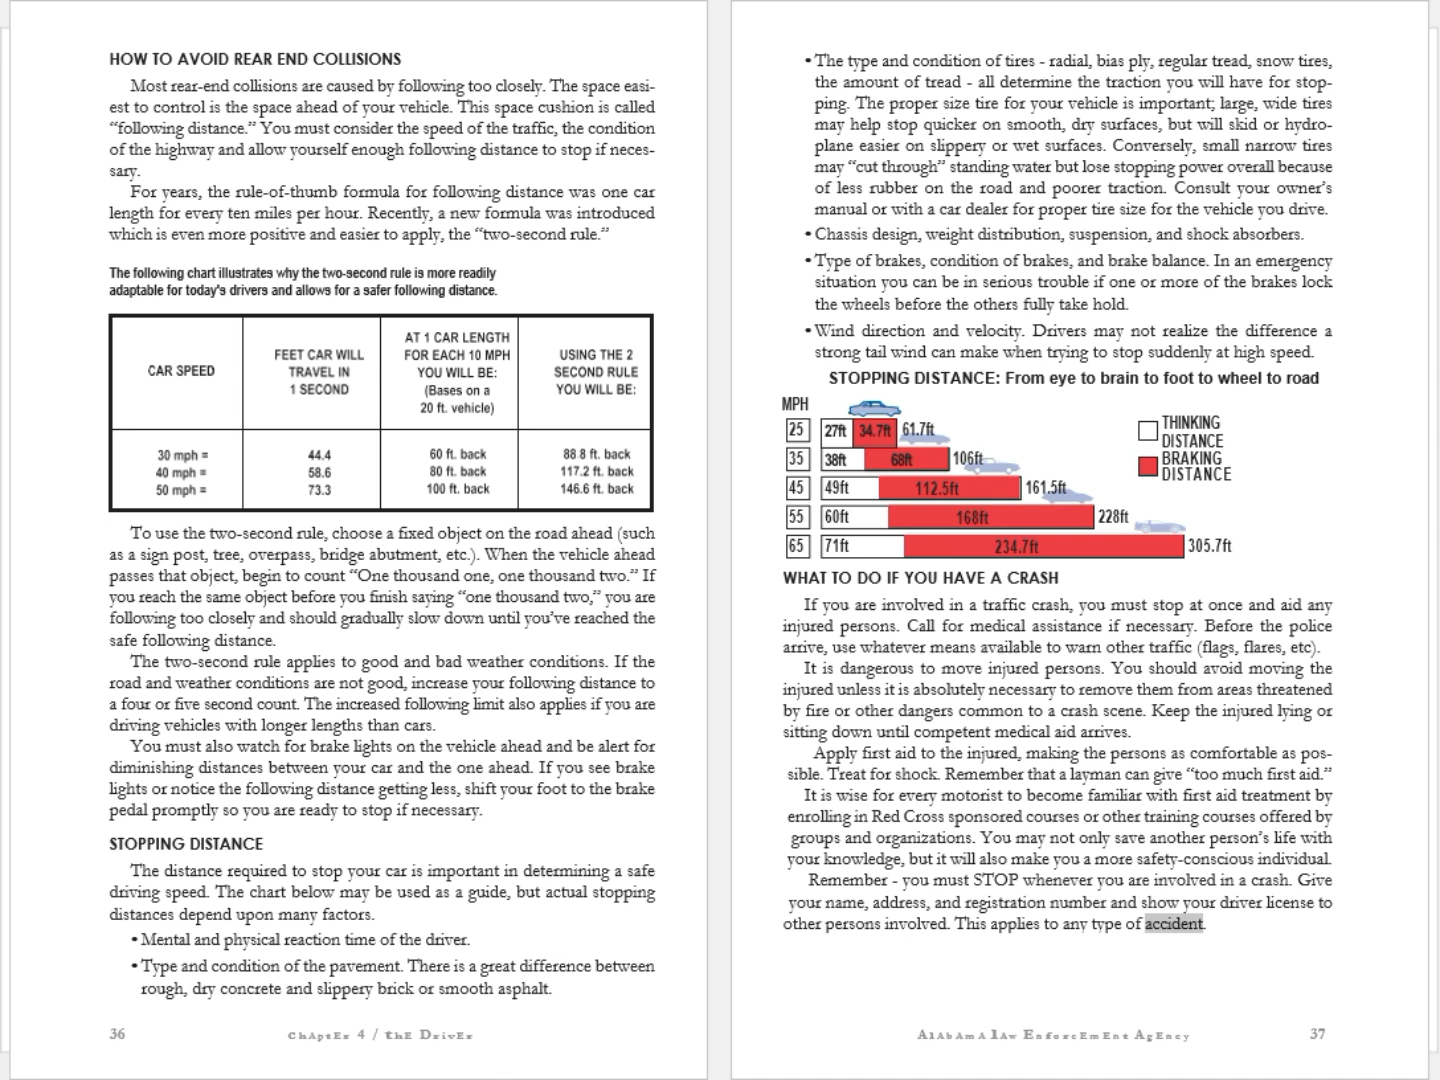 HOW TO AVOID REAR END COLLISIONS
Most rear-end collisions are caused by following too closely. The space easi-
est to control is the space ahead of your vehicle. This space cushion is called
“following distance.” You must consider the speed of the traffic, the condition
of the highway and allow yourself enough following distance to stop if neces-
sary.
For years, the rule-of-thumb formula for following distance was one car
length for every ten miles per hour. Recently, a new formula was introduced
which is even more positive and easier to apply, the “two-second rule.”
The following chart illustrates why the two-second rule is more readily
adaptable for today's drivers and allows for a safer following distance.
CAR SPEED
FEET CAR WILL
TRAVEL IN
1 SECOND
AT 1 CAR LENGTH
FOR EACH 10 MPH
YOU WILL BE:
(Bases on a
20 ft. vehicle)
USING THE 2
SECOND RULE
YOU WILL BE:
30 mph = 44.4 60 ft. back 88.8 ft. back
40 mph = 58.6 80 ft. back 117.2 ft. back
50 mph = 73.3 100 ft. back 146.6 ft. back
To use the two-second rule, choose a fixed object on the road ahead (such
as a sign post, tree, overpass, bridge abutment, etc.). When the vehicle ahead
passes that object, begin to count “One thousand one, one thousand two.” If
you reach the same object before you finish saying “one thousand two,” you are
following too closely and should gradually slow down until you’ve reached the
safe following distance.
The two-second rule applies to good and bad weather conditions. If the
road and weather conditions are not good, increase your following distance to
a four or five second count. The increased following limit also applies if you are
driving vehicles with longer lengths than cars.
You must also watch for brake lights on the vehicle ahead and be alert for
diminishing distances between your car and the one ahead. If you see brake
lights or notice the following distance getting less, shift your foot to the brake
pedal promptly so you are ready to stop if necessary.
STOPPING DISTANCE
The distance required to stop your car is important in determining a safe
driving speed. The chart below may be used as a guide, but actual stopping
distances depend upon many factors.
• Mental and physical reaction time of the driver.
• Type and condition of the pavement. There is a great difference between
rough, dry concrete and slippery brick or smooth asphalt.
36 ChAptEr 4 / thE DrivEr
• The type and condition of tires - radial, bias ply, regular tread, snow tires,
the amount of tread - all determine the traction you will have for stop-
ping. The proper size tire for your vehicle is important; large, wide tires
may help stop quicker on smooth, dry surfaces, but will skid or hydro-
plane easier on slippery or wet surfaces. Conversely, small narrow tires
may “cut through” standing water but lose stopping power overall because
of less rubber on the road and poorer traction. Consult your owner’s
manual or with a car dealer for proper tire size for the vehicle you drive.
• Chassis design, weight distribution, suspension, and shock absorbers.
• Type of brakes, condition of brakes, and brake balance. In an emergency
situation you can be in serious trouble if one or more of the brakes lock
the wheels before the others fully take hold.
• Wind direction and velocity. Drivers may not realize the difference a
strong tail wind can make when trying to stop suddenly at high speed.
STOPPING DISTANCE: From eye to brain to foot to wheel to road
MPH
25 27ft 34.7ft 61.7ft
35 38ft 68ft 106ft
45 49ft 112.5ft 161.5ft
55 60ft 168ft 228ft
65 71ft 234.7ft 305.7ft
THINKING
DISTANCE
BRAKING
DISTANCE
WHAT TO DO IF YOU HAVE A CRASH
If you are involved in a traffic crash, you must stop at once and aid any
injured persons. Call for medical assistance if necessary. Before the police
arrive, use whatever means available to warn other traffic (flags, flares, etc).
It is dangerous to move injured persons. You should avoid moving the
injured unless it is absolutely necessary to remove them from areas threatened
by fire or other dangers common to a crash scene. Keep the injured lying or
sitting down until competent medical aid arrives.
Apply first aid to the injured, making the persons as comfortable as pos-
sible. Treat for shock. Remember that a layman can give “too much first aid.”
It is wise for every motorist to become familiar with first aid treatment by
enrolling in Red Cross sponsored courses or other training courses offered by
groups and organizations. You may not only save another person’s life with
your knowledge, but it will also make you a more safety-conscious individual.
Remember - you must STOP whenever you are involved in a crash. Give
your name, address, and registration number and show your driver license to
other persons involved. This applies to any type of accident.
AlAbAmA lAw EnforcEmEnt AgEncy 37